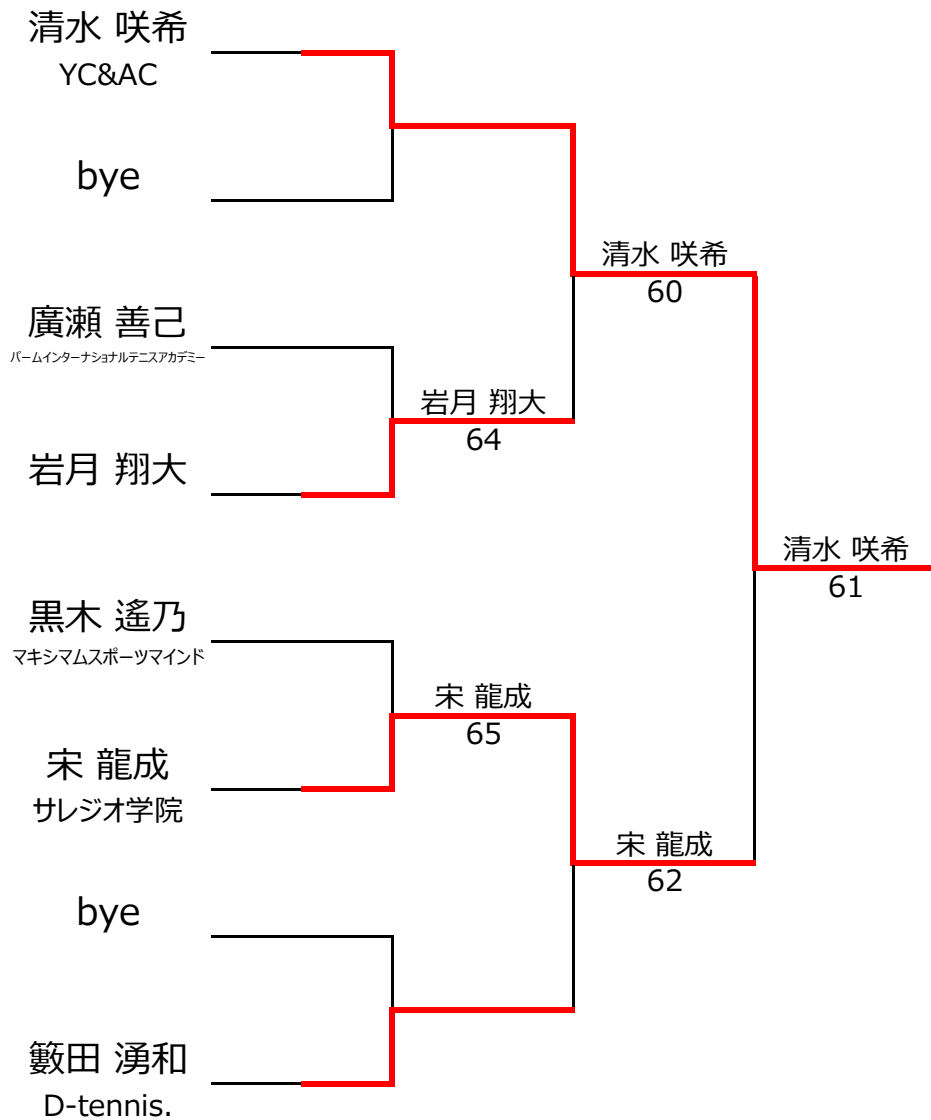 清水 咲希
YC&AC
bye
清水 咲希
60
廣瀬 善己
パームインターナショナルテニスアカデミー
岩月 翔大
64
岩月 翔大
清水 咲希
61
黒木 遙乃
マキシマムスポーツマインド
宋 龍成
65
宋 龍成
サレジオ学院
宋 龍成
62
bye
籔田 湧和
D-tennis.